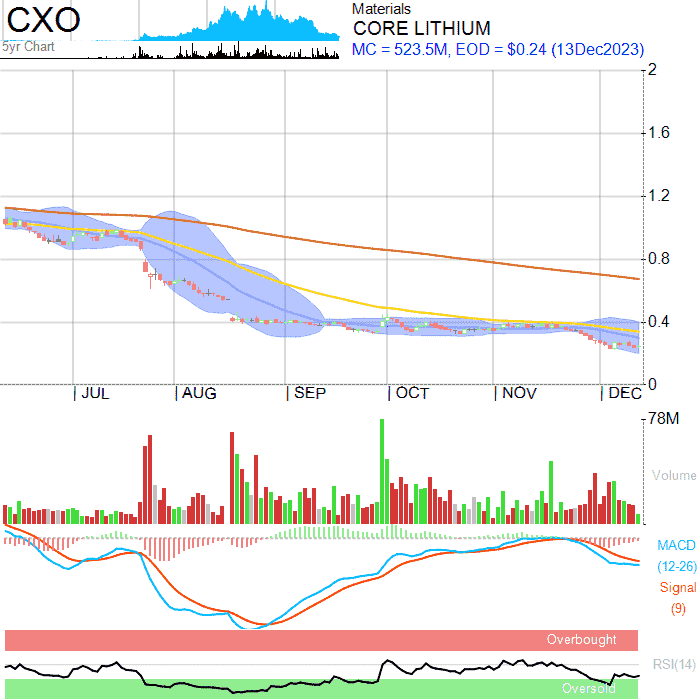 CXO
5yr Chart
Materials
CORE LITHIUM
MC = 523.5M, EOD = $0.24 (13Dec2023)
2
1.6
1.2
0.8
0.4
0
JUL AUG SEP OCT NOV DEC
78M
Volume
MACD
(12-26)
Signal
(9)
Overbought
RSI(14)
Oversold